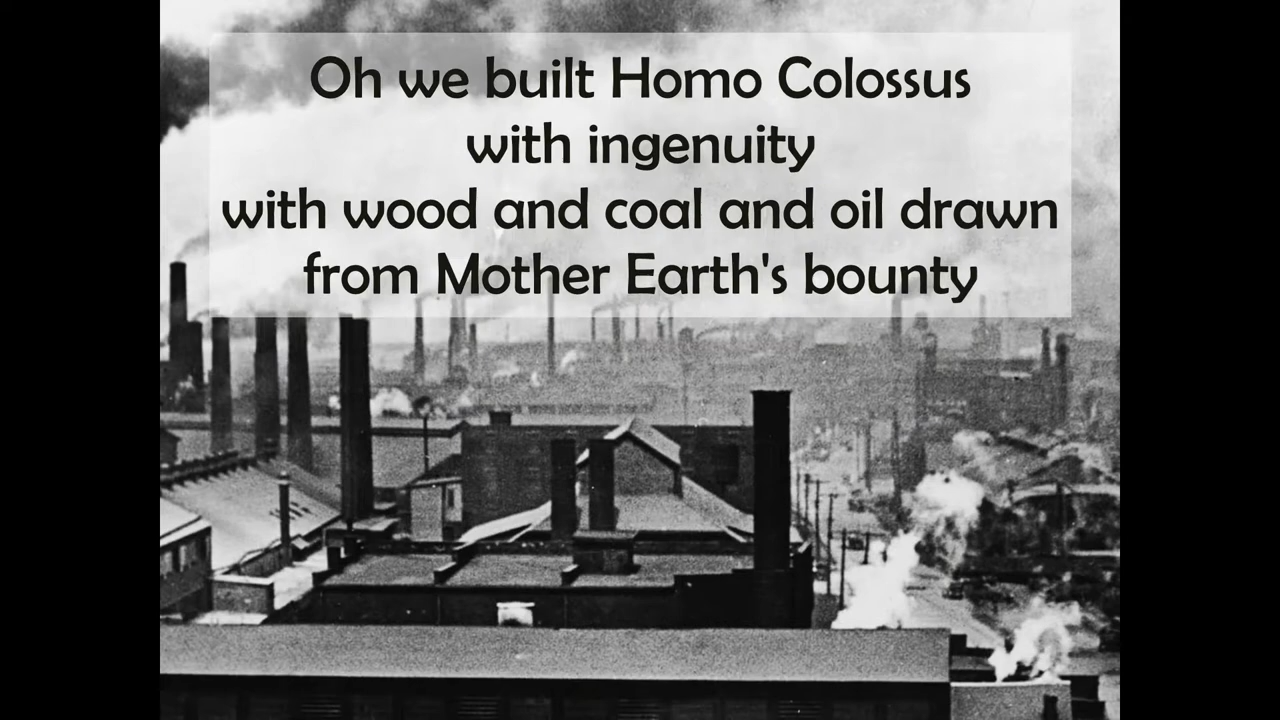 Oh we built Homo Colossus
with ingenuity
with wood and coal and oil drawn
from Mother Earth's bounty